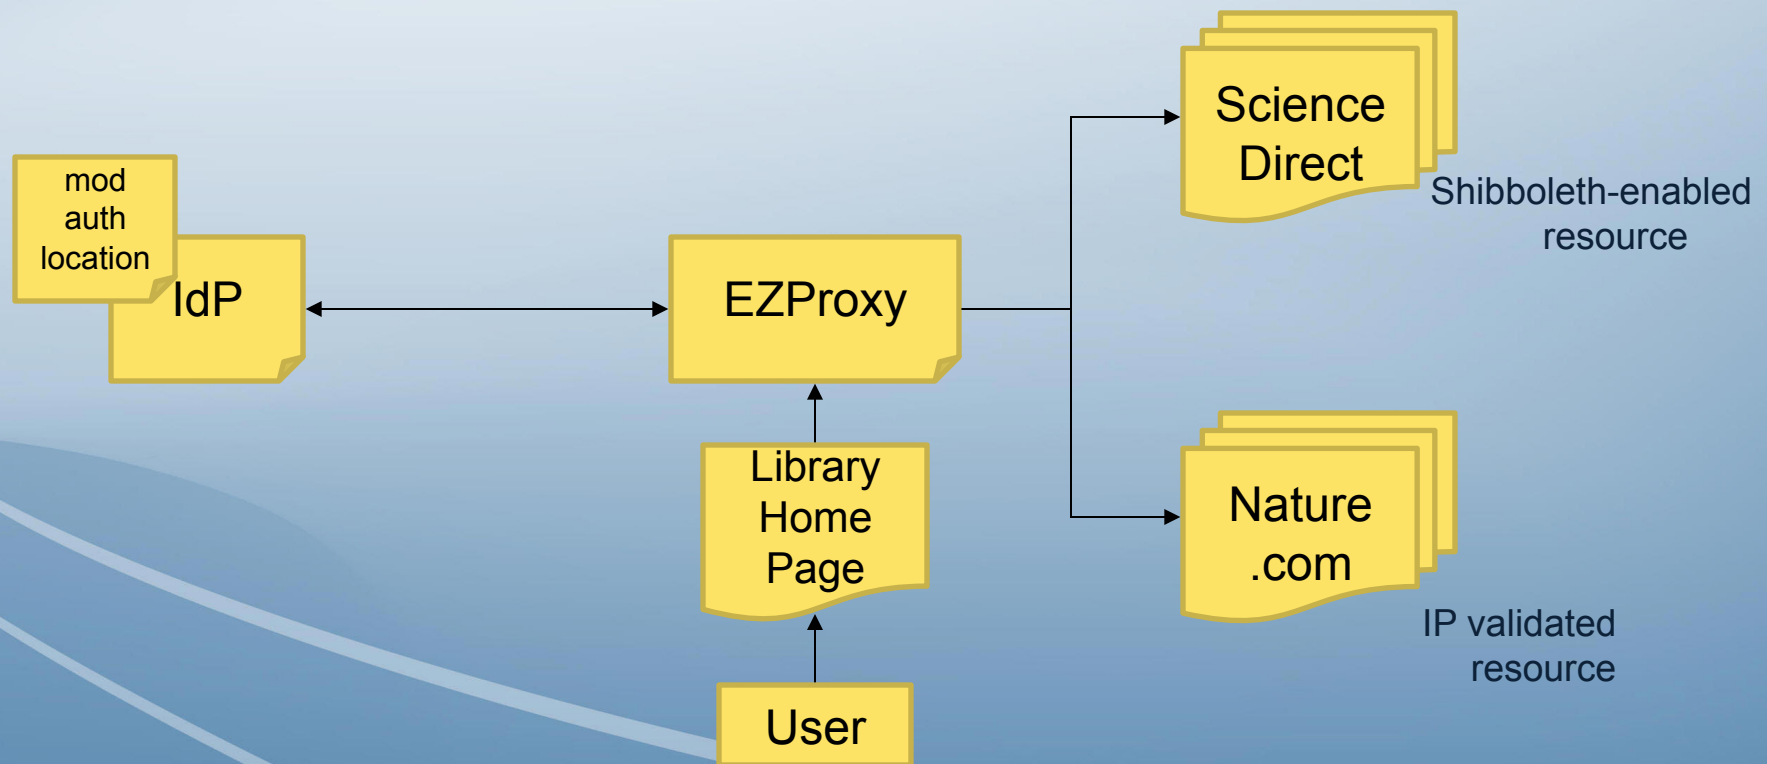 mod
auth
location
IdP
EZProxy
Science
Direct
Shibboleth-enabled
resource
Library
Home
Page
Nature
.com
IP validated
resource
User